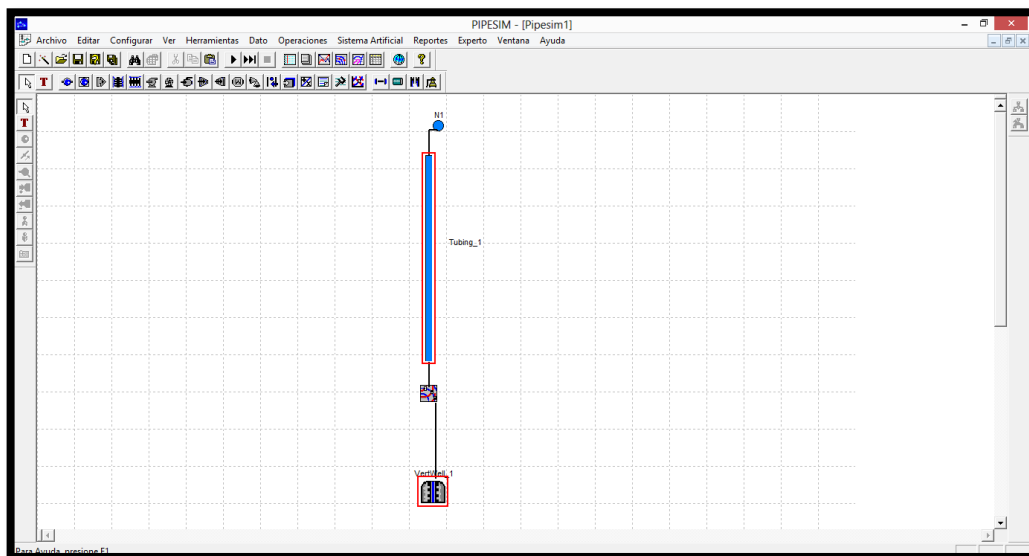 PIPESIM - [Pipesim1]
Archivo Editar Configurar Ver Herramientas Dato Operaciones Sistema Artificial Reportes Experto Ventana Ayuda
T
T
N1
Tubing_1
VertWell_1
Para Ayuda, presione F1